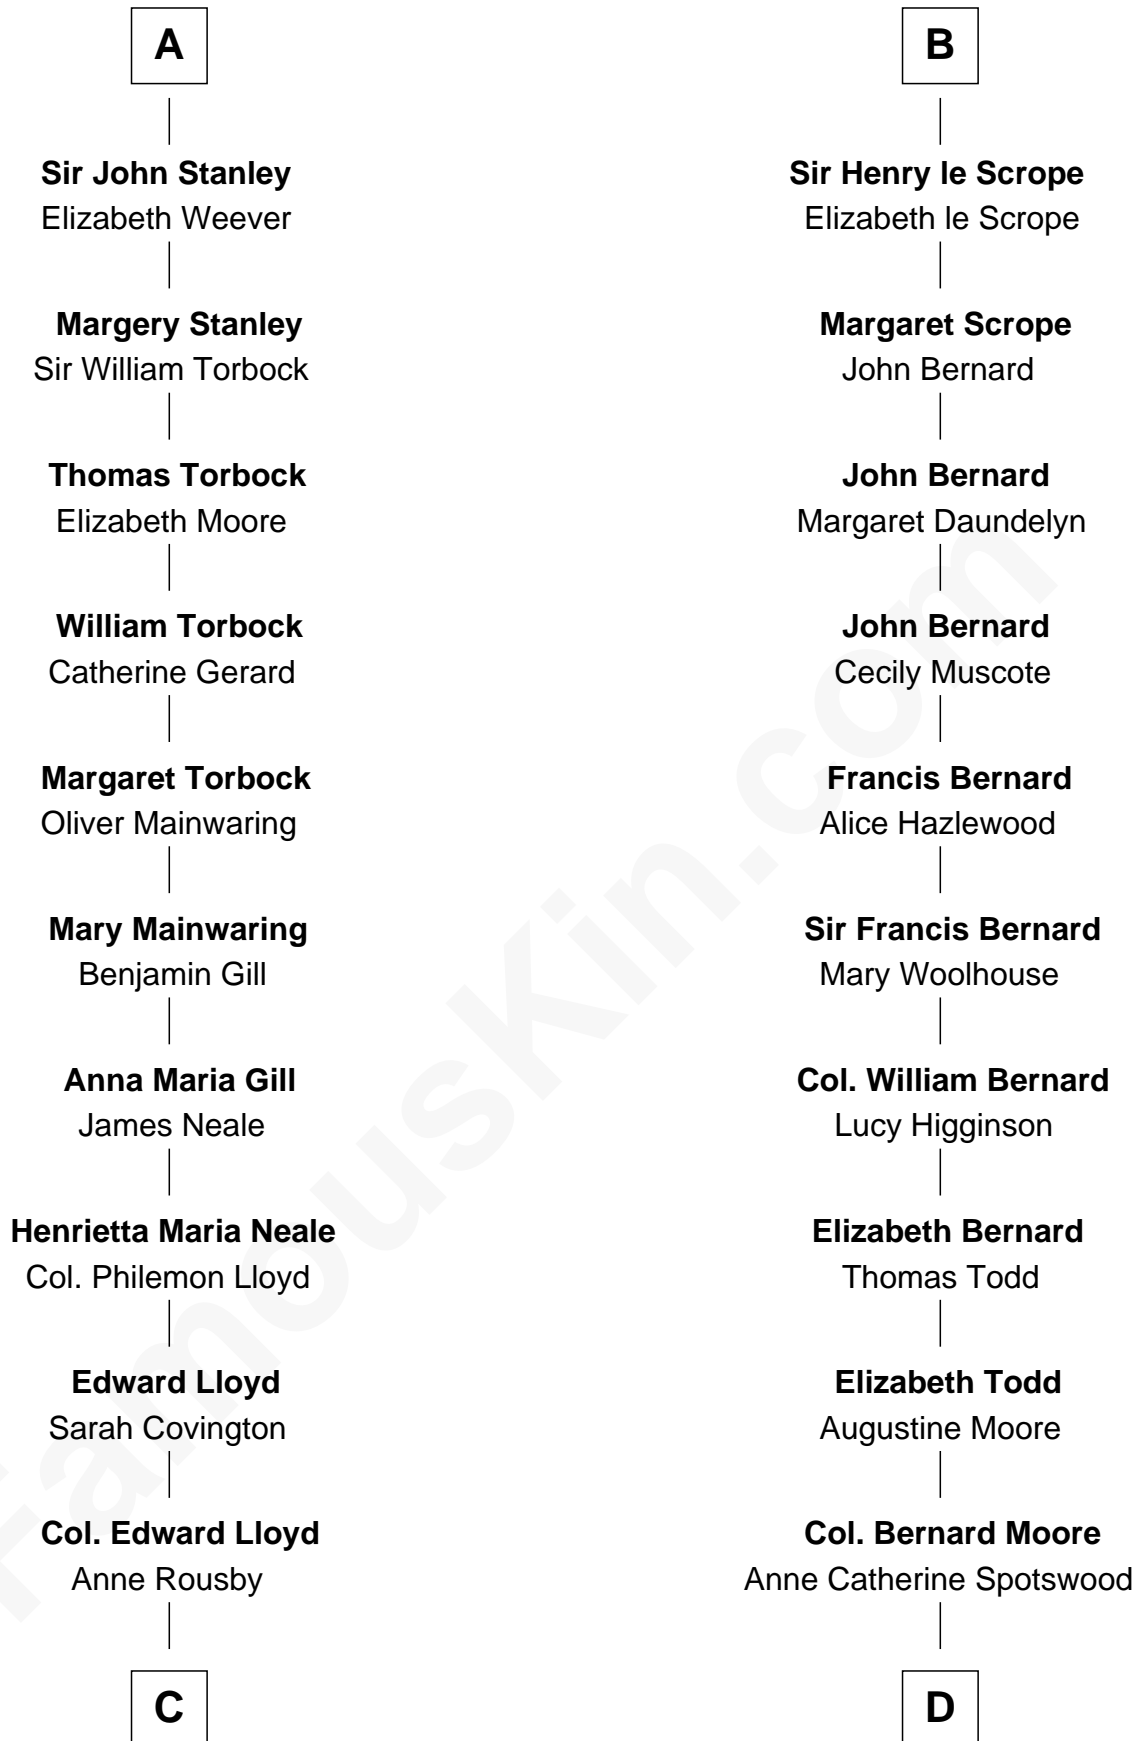 A
Sir John Stanley
Elizabeth Weever
Margery Stanley
Sir William Torbock
Thomas Torbock
Elizabeth Moore
William Torbock
Catherine Gerard
Margaret Torbock
Oliver Mainwaring
Mary Mainwaring
Benjamin Gill
Anna Maria Gill
James Neale
Henrietta Maria Neale
Col. Philemon Lloyd
Edward Lloyd
Sarah Covington
Col. Edward Lloyd
Anne Rousby
C
B
Sir Henry le Scrope
Elizabeth le Scrope
Margaret Scrope
John Bernard
John Bernard
Margaret Daundelyn
John Bernard
Cecily Muscote
Francis Bernard
Alice Hazlewood
Sir Francis Bernard
Mary Woolhouse
Col. William Bernard
Lucy Higginson
Elizabeth Bernard
Thomas Todd
Elizabeth Todd
Augustine Moore
Col. Bernard Moore
Anne Catherine Spotswood
D
FamousKin.com